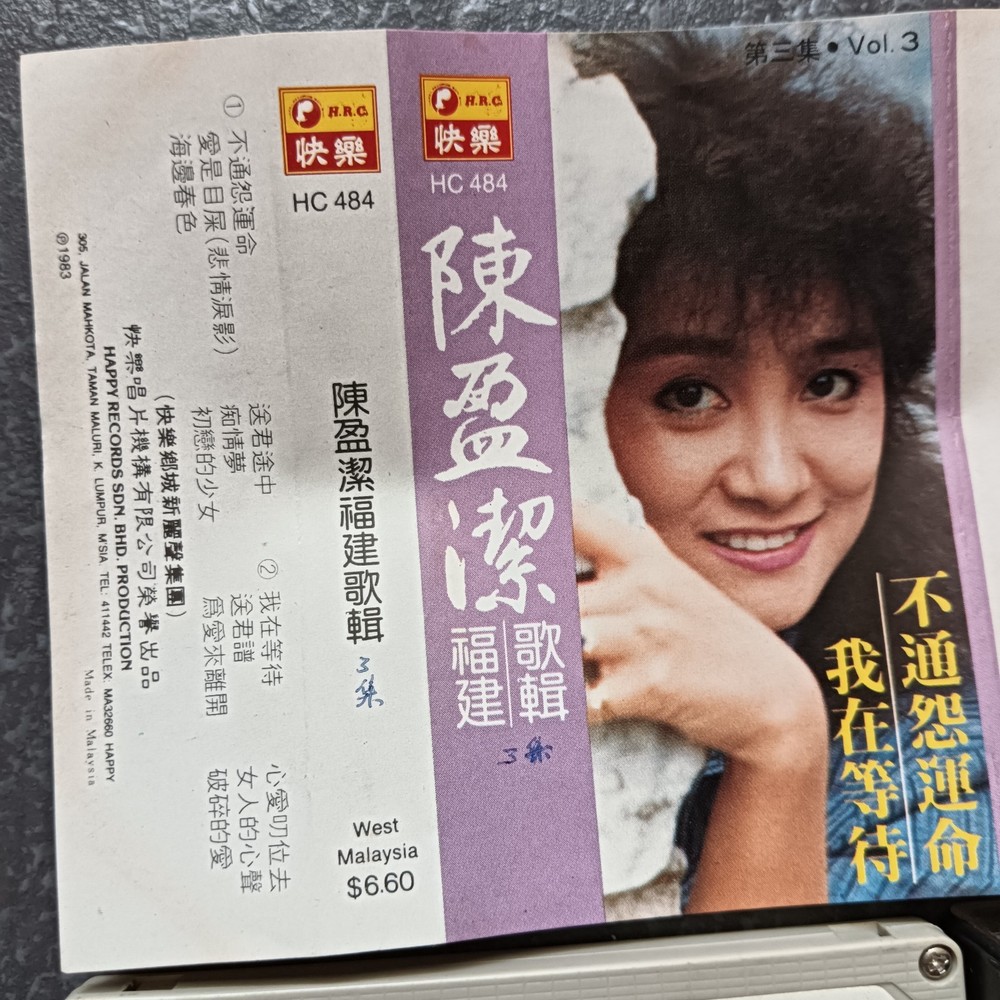 第三集 • Vol. 3
不通怨運命
我在等待
H.R.C.
快樂
HC 484
陳盈潔
歌輯
福建
3集
H.R.C.
快樂
HC 484
陳盈潔福建歌輯
3集
West
Malaysia
$6.60
① 不通怨運命
愛是目屎(悲情淚影)
海邊春色
送君途中
痴情夢
初戀的少女
② 我在等待
送君譜
爲愛來離開
心愛叨位去
女人的心聲
破碎的愛
(快樂鄉城新麗聲集團)
快樂唱片機構有限公司榮譽出品
HAPPY RECORDS SDN. BHD. PRODUCTION
305, JALAN MAHKOTA, TAMAN MALURI, K. LUMPUR, M'SIA. TEL: 411442 TELEX: MA32660 HAPPY
℗1983
Made in Malaysia